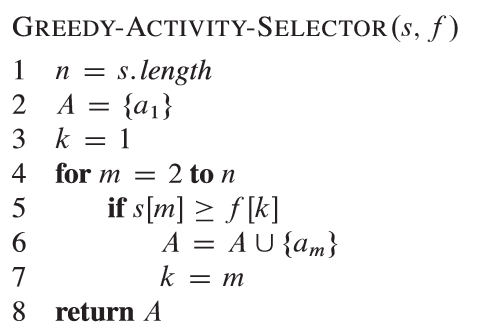 GREEDY-ACTIVITY-SELECTOR(s, f)
1 n = s.length
2 A = {a₁}
3 k = 1
4 for m = 2 to n
5 if s[m] ≥ f[k]
6 A = A ∪ {aₘ}
7 k = m
8 return A